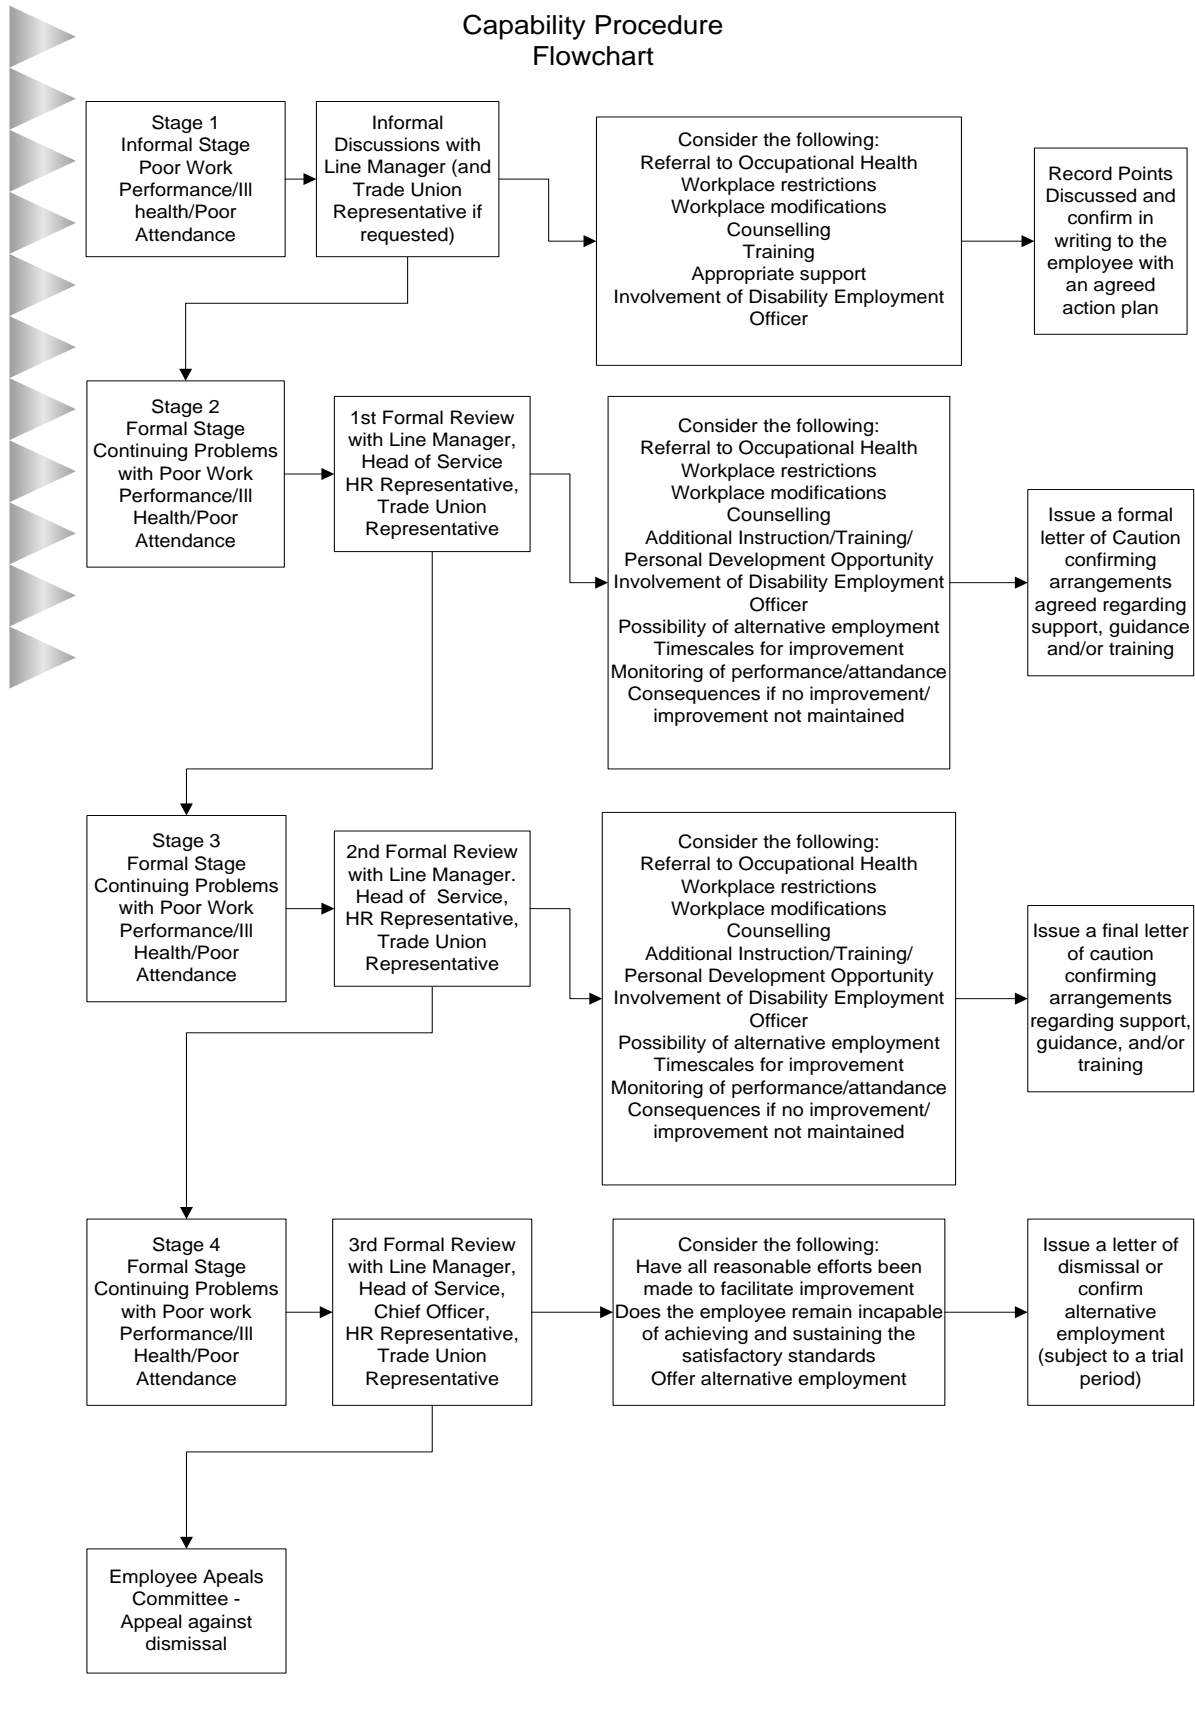 Capability Procedure
Flowchart
Stage 1
Informal Stage
Poor Work
Performance/Ill
health/Poor
Attendance
Informal
Discussions with
Line Manager (and
Trade Union
Representative if
requested)
Consider the following:
Referral to Occupational Health
Workplace restrictions
Workplace modifications
Counselling
Training
Appropriate support
Involvement of Disability Employment
Officer
Record Points
Discussed and
confirm in
writing to the
employee with
an agreed
action plan
Stage 2
Formal Stage
Continuing Problems
with Poor Work
Performance/Ill
Health/Poor
Attendance
1st Formal Review
with Line Manager,
Head of Service
HR Representative,
Trade Union
Representative
Consider the following:
Referral to Occupational Health
Workplace restrictions
Workplace modifications
Counselling
Additional Instruction/Training/
Personal Development Opportunity
Involvement of Disability Employment
Officer
Possibility of alternative employment
Timescales for improvement
Monitoring of performance/attandance
Consequences if no improvement/
improvement not maintained
Issue a formal
letter of Caution
confirming
arrangements
agreed regarding
support, guidance
and/or training
Stage 3
Formal Stage
Continuing Problems
with Poor Work
Performance/Ill
Health/Poor
Attendance
2nd Formal Review
with Line Manager.
Head of  Service,
HR Representative,
Trade Union
Representative
Consider the following:
Referral to Occupational Health
Workplace restrictions
Workplace modifications
Counselling
Additional Instruction/Training/
Personal Development Opportunity
Involvement of Disability Employment
Officer
Possibility of alternative employment
Timescales for improvement
Monitoring of performance/attandance
Consequences if no improvement/
improvement not maintained
Issue a final letter
of caution
confirming
arrangements
regarding support,
guidance, and/or
training
Stage 4
Formal Stage
Continuing Problems
with Poor work
Performance/Ill
Health/Poor
Attendance
3rd Formal Review
with Line Manager,
Head of Service,
Chief Officer,
HR Representative,
Trade Union
Representative
Consider the following:
Have all reasonable efforts been
made to facilitate improvement
Does the employee remain incapable
of achieving and sustaining the
satisfactory standards
Offer alternative employment
Issue a letter of
dismissal or
confirm
alternative
employment
(subject to a trial
period)
Employee Apeals
Committee -
Appeal against
dismissal